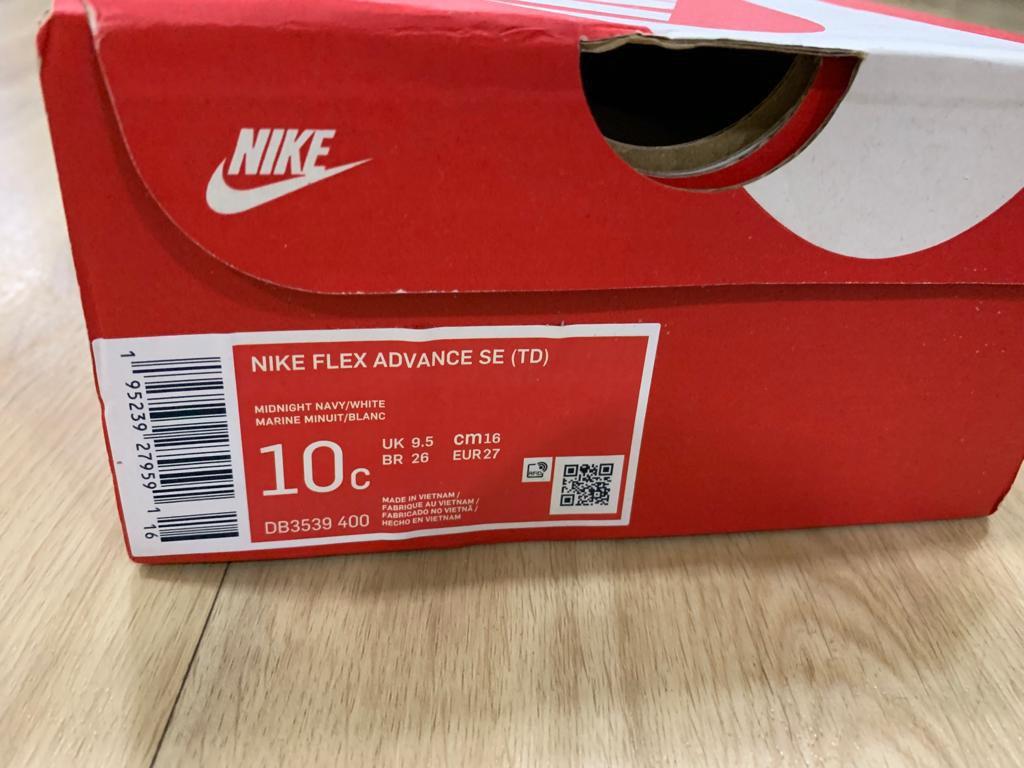 NIKE
NIKE FLEX ADVANCE SE (TD)
MIDNIGHT NAVY/WHITE
MARINE MINUIT/BLANC
10C
UK 9.5 cm16
BR 26 EUR27
MADE IN VIETNAM /
FABRIQUE AU VIETNAM /
FABRICADO NO VIETNÃ /
HECHO EN VIETNAM
DB3539 400
RFID
1 95239 27959 1 16